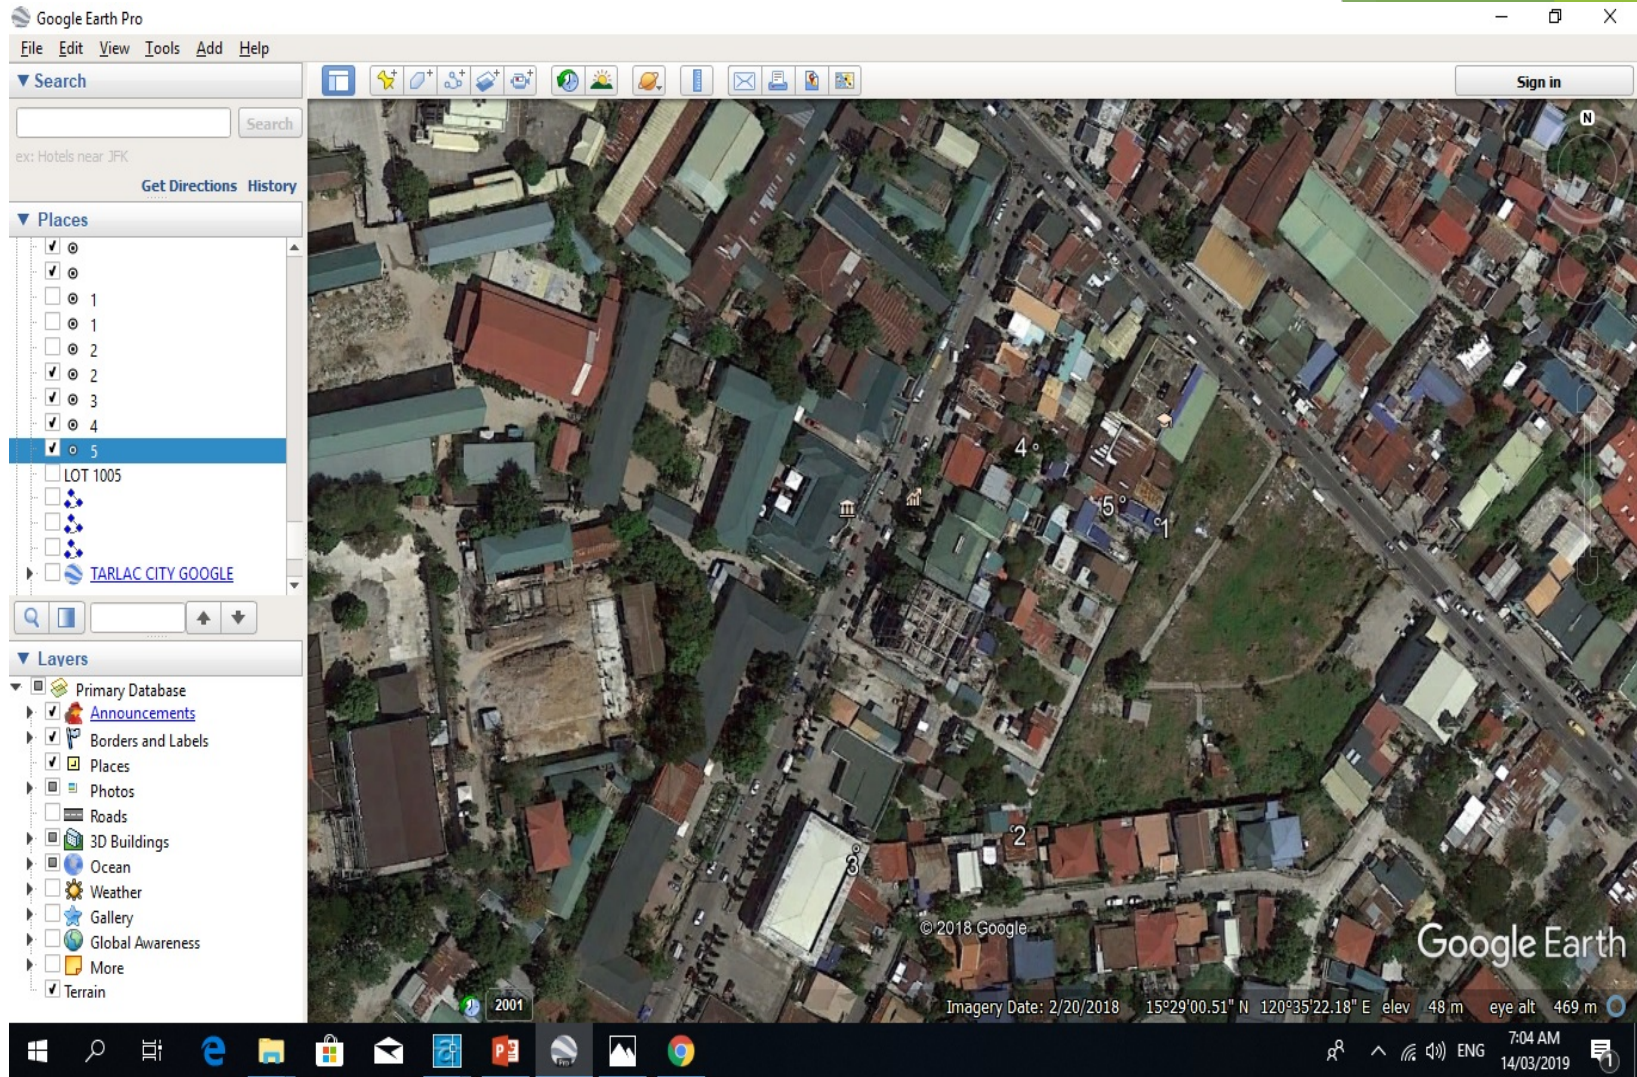 Google Earth Pro
File Edit View Tools Add Help
▼ Search
Sign in
Search
ex: Hotels near JFK
Get Directions History
▼ Places
1
1
2
2
3
4
5
LOT 1005
TARLAC CITY GOOGLE
▼ Layers
Primary Database
Announcements
Borders and Labels
Places
Photos
Roads
3D Buildings
Ocean
Weather
Gallery
Global Awareness
More
Terrain
N
4
5
1
2
3
© 2018 Google
Google Earth
2001
Imagery Date: 2/20/2018 15°29'00.51" N 120°35'22.18" E elev 48 m eye alt 469 m
ENG
7:04 AM
14/03/2019
1